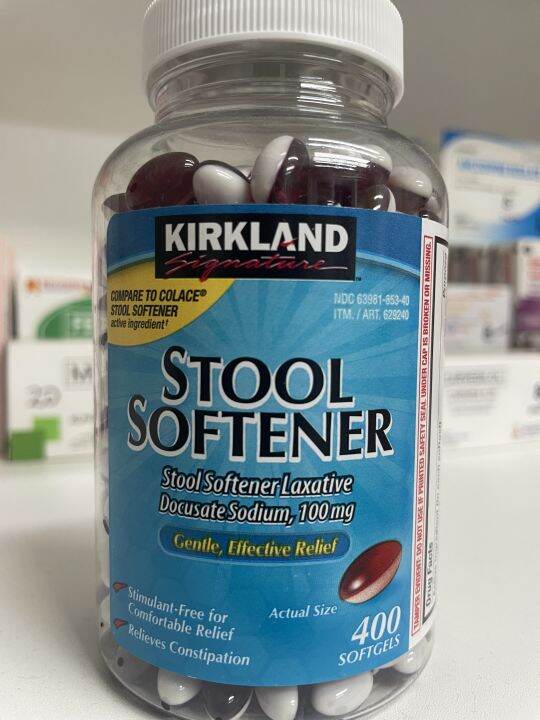 KIRKLAND
Signature™
COMPARE TO COLACE®
STOOL SOFTENER
active ingredient†
NDC 63981-853-40
ITM. / ART. 629240
STOOL
SOFTENER
Stool Softener Laxative
Docusate Sodium, 100 mg
Gentle, Effective Relief
Stimulant-Free for
Comfortable Relief
Relieves Constipation
Actual Size
400
SOFTGELS
TAMPER EVIDENT: DO NOT USE IF PRINTED SAFETY SEAL UNDER CAP IS BROKEN OR MISSING.
Drug Facts